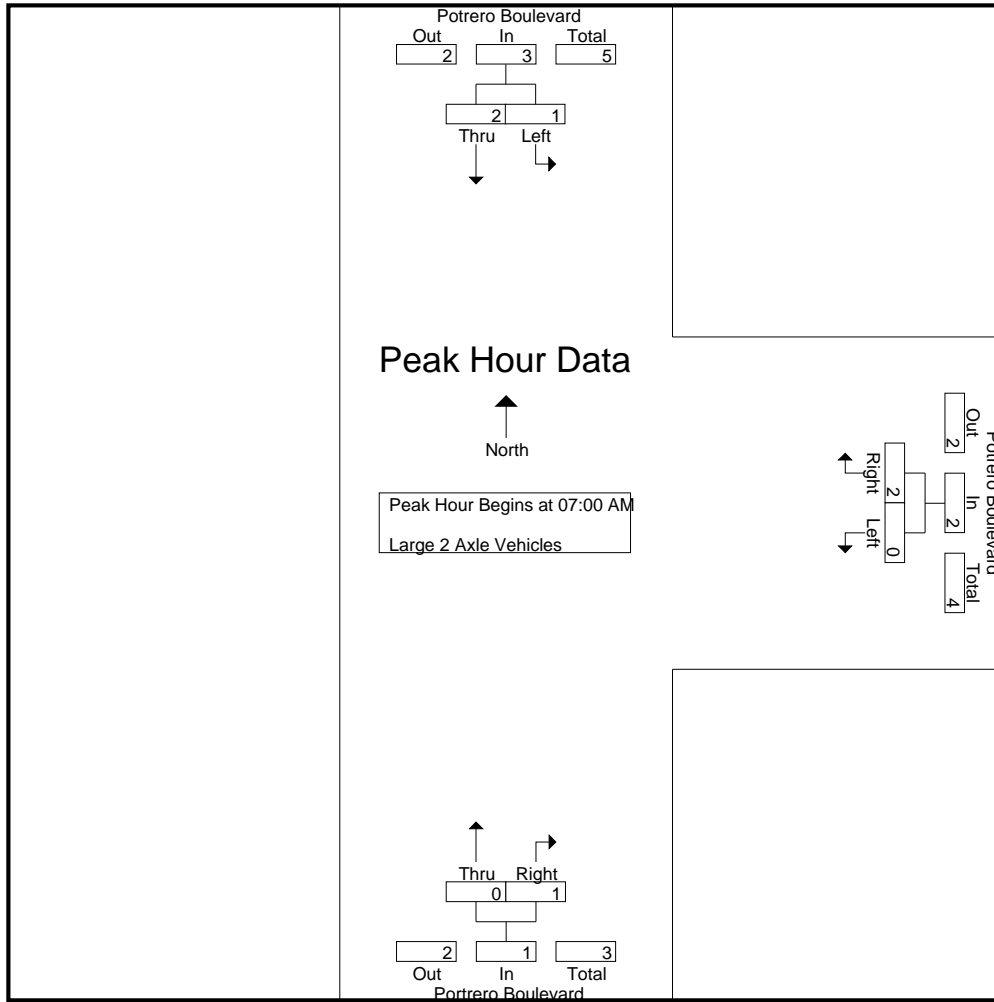 Potrero Boulevard
Out In Total
2 3 5
2 1
Thru Left
Peak Hour Data
North
Peak Hour Begins at 07:00 AM
Large 2 Axle Vehicles
Potrero Boulevard
Out In Total
2 2 4
Right Left
2 0
Thru Right
0 1
2 1 3
Out In Total
Portrero Boulevard